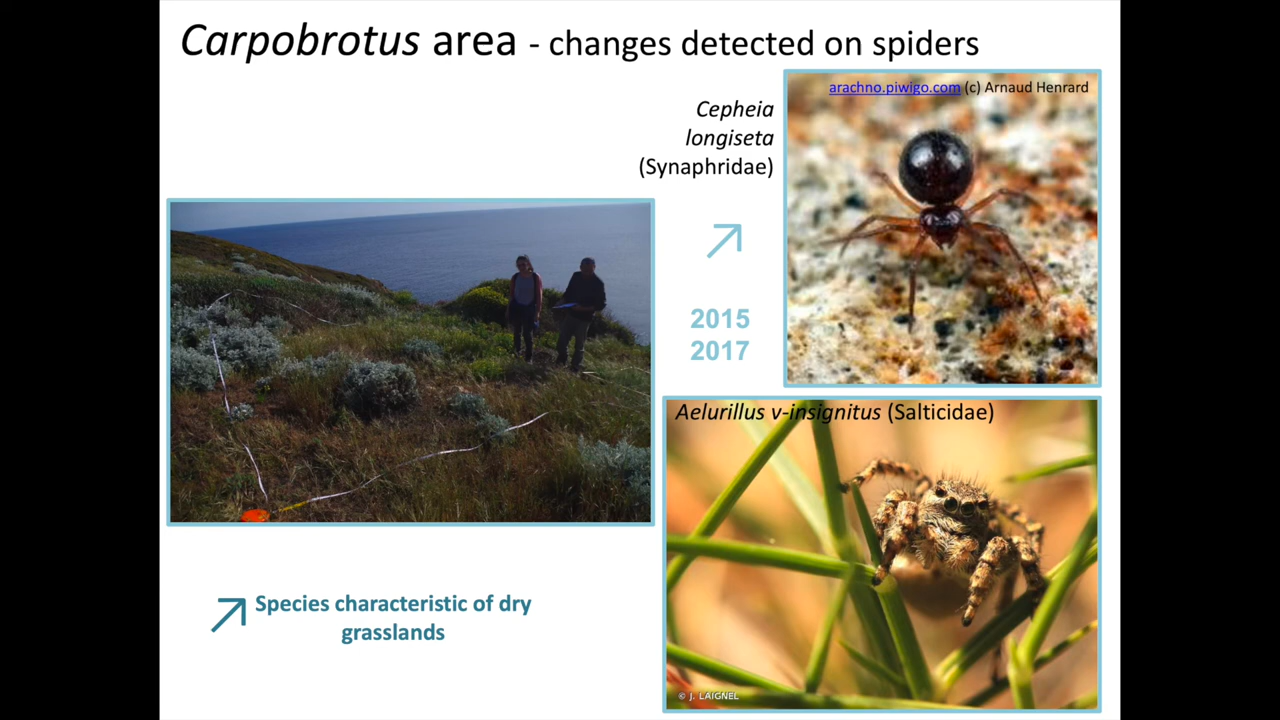 Carpobrotus area - changes detected on spiders
arachno.piwigo.com (c) Arnaud Henrard
Cepheia
longiseta
(Synaphridae)
2015
2017
Aelurillus v-insignitus (Salticidae)
Species characteristic of dry
grasslands
© J. LAIGNEL